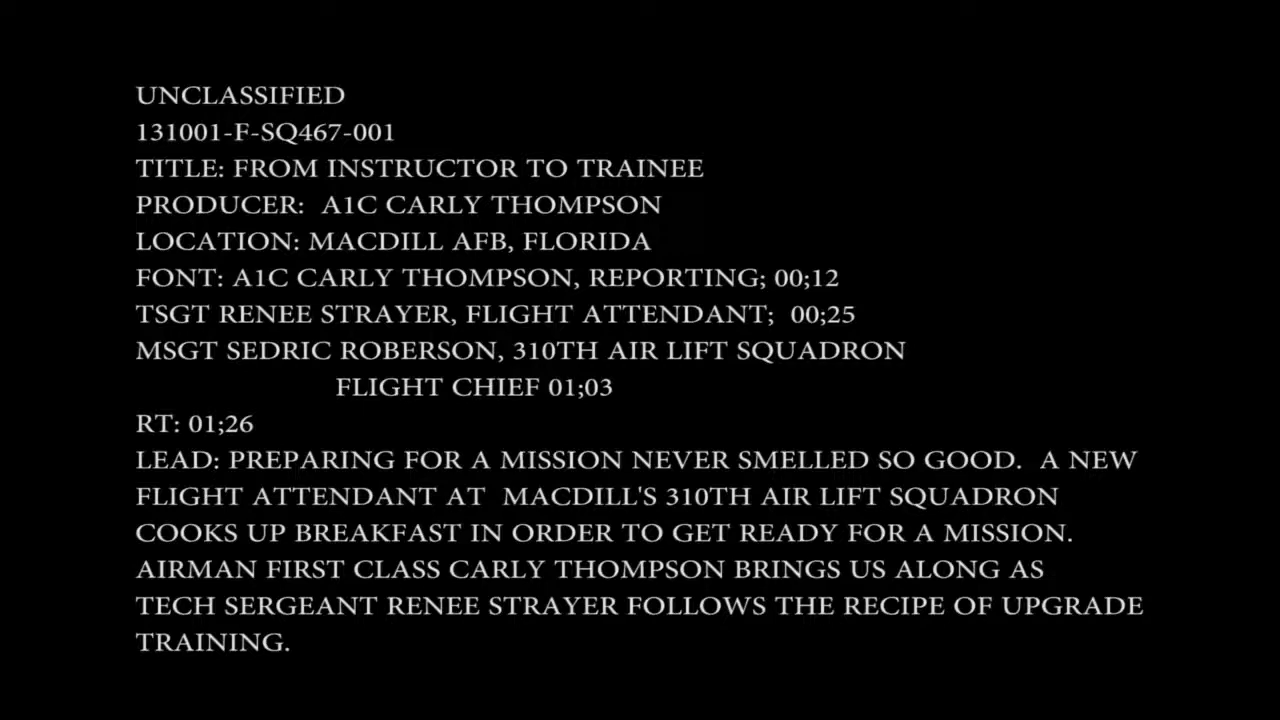 UNCLASSIFIED
131001-F-SQ467-001
TITLE: FROM INSTRUCTOR TO TRAINEE
PRODUCER:  A1C CARLY THOMPSON
LOCATION: MACDILL AFB, FLORIDA
FONT: A1C CARLY THOMPSON, REPORTING; 00;12
TSGT RENEE STRAYER, FLIGHT ATTENDANT;  00;25
MSGT SEDRIC ROBERSON, 310TH AIR LIFT SQUADRON
FLIGHT CHIEF 01;03
RT: 01;26
LEAD: PREPARING FOR A MISSION NEVER SMELLED SO GOOD.  A NEW
FLIGHT ATTENDANT AT  MACDILL'S 310TH AIR LIFT SQUADRON
COOKS UP BREAKFAST IN ORDER TO GET READY FOR A MISSION.
AIRMAN FIRST CLASS CARLY THOMPSON BRINGS US ALONG AS
TECH SERGEANT RENEE STRAYER FOLLOWS THE RECIPE OF UPGRADE
TRAINING.